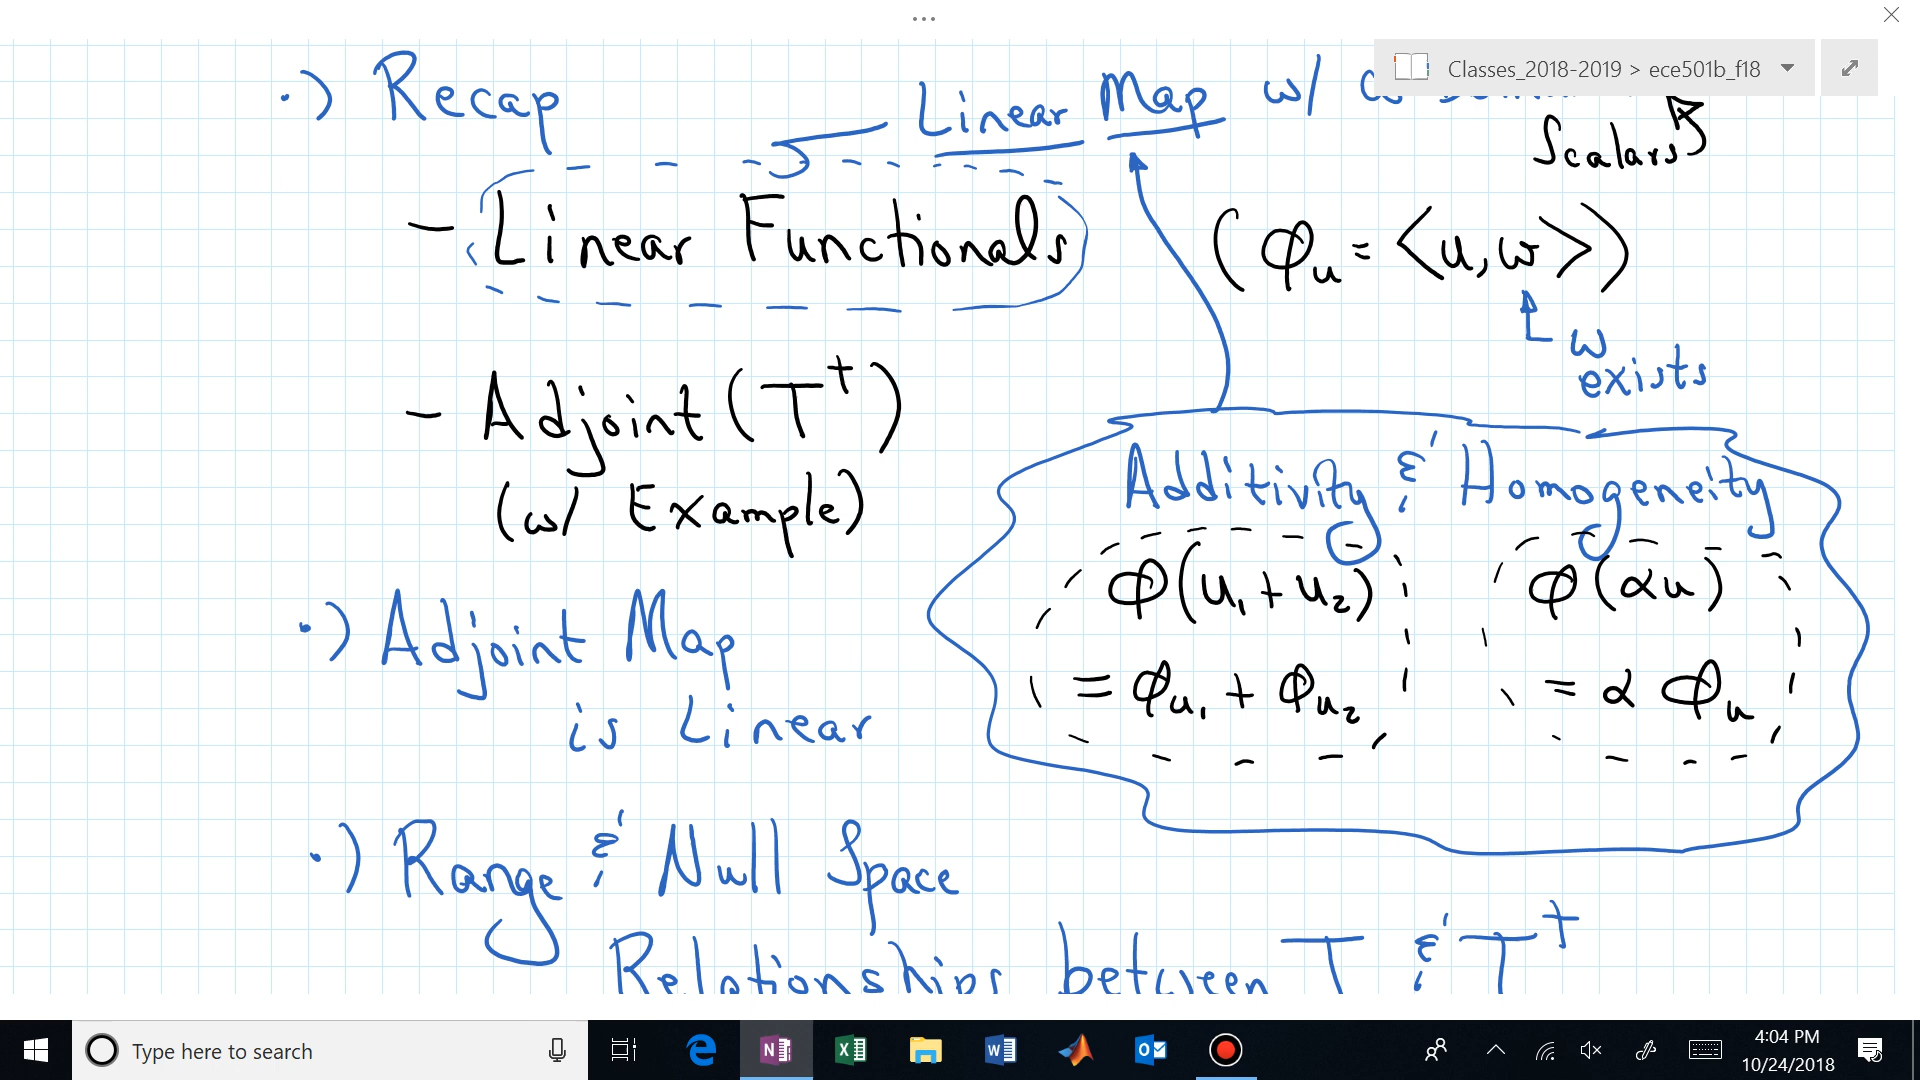 Classes_2018-2019 > ece501b_f18
·) Recap
Linear Map w/
Scalars
- Linear Functionals
(φu = <u,w>)
w
exists
- Adjoint (T†)
(w/ Example)
Additivity & Homogeneity
φ(u1 + u2)
= φu1 + φu2
φ(αu)
= α φu
·) Adjoint Map
is Linear
·) Range & Null Space
Relationships between T & T†
Type here to search
4:04 PM
10/24/2018